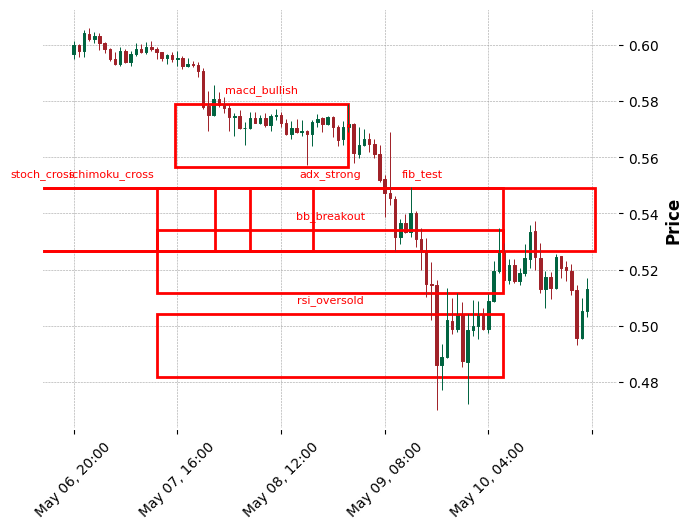 0.60
macd_bullish
0.58
0.56
stoch_cross
ichimoku_cross
adx_strong
fib_test
0.54
bb_breakout
0.52
rsi_oversold
0.50
0.48
Price
May 06, 20:00
May 07, 16:00
May 08, 12:00
May 09, 08:00
May 10, 04:00